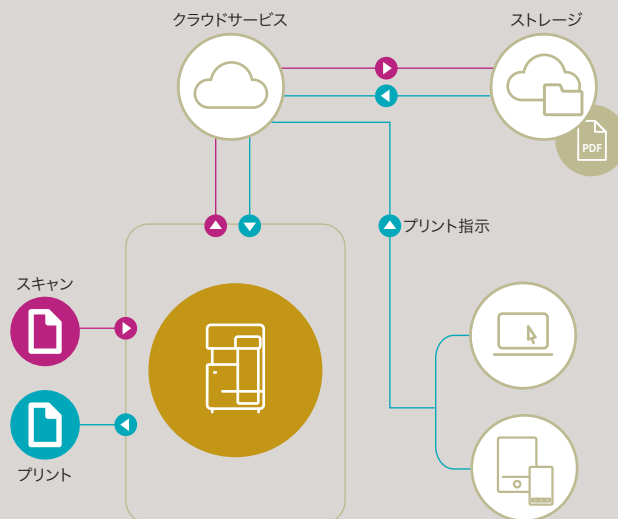 クラウドサービス
ストレージ
PDF
プリント指示
スキャン
プリント